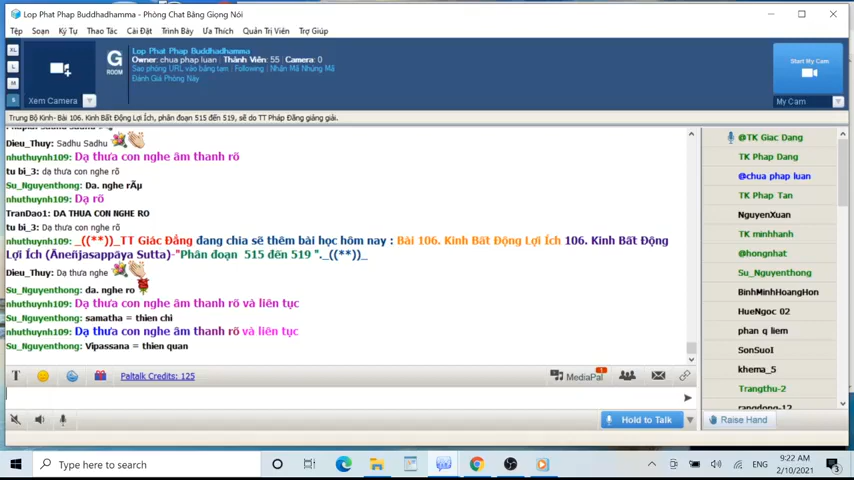 Lop Phat Phap Buddhadhamma - Phòng Chat Bằng Giọng Nói
Tệp Soạn Ký Tự Thao Tác Cài Đặt Trình Bày Ưa Thích Quản Trị Viên Trợ Giúp
XL
L
M
S
Xem Camera
G
ROOM
Lop Phat Phap Buddhadhamma
Owner: chua phap luan Thành Viên: 55 Camera: 0
Sao phóng URL vào bảng tạm | Following | Nhận Mã Nhúng Mã
Đánh Giá Phòng Này
Start My Cam
My Cam
Trung Bộ Kinh- Bài 106. Kinh Bất Động Lợi Ích, phân đoạn 515 đến 519, sẽ do TT Pháp Đăng giảng giải.
Dieu_Thuy: Sadhu Sadhu
nhuthuynh109: Dạ thưa con nghe âm thanh rõ
tu bi_3: dạ thưa con nghe rõ
Su_Nguyenthong: Da. nghe rÃµ
nhuthuynh109: Dạ rõ
TranDao1: DA THUA CON NGHE RO
tu bi_3: Dạ thưa con nghe rõ
nhuthuynh109: _((**))_TT Giác Đẳng đang chia sẽ thêm bài học hôm nay : Bài 106. Kinh Bất Động Lợi Ích 106. Kinh Bất Động
Lợi Ích (Āneñjasappāya Sutta)-"Phân đoạn 515 đến 519 "._((**))_
Dieu_Thuy: Dạ thưa nghe
Su_Nguyenthong: da. nghe ro
nhuthuynh109: Dạ thưa con nghe âm thanh rõ và liên tục
Su_Nguyenthong: samatha = thien chỉ
nhuthuynh109: Dạ thưa con nghe âm thanh rõ và liên tục
Su_Nguyenthong: Vipassana = thien quan
@TK Giac Dang
TK Phap Dang
@chua phap luan
TK Phap Tan
NguyenXuan
TK minhhanh
@hongnhat
Su_Nguyenthong
BinhMinhHoangHon
HueNgoc 02
phan q liem
SonSuoI
khema_5
Trangthu-2
rangdong-12
T Paltalk Credits: 125 MediaPal 1
Hold to Talk Raise Hand
Type here to search
ENG
9:22 AM
2/10/2021
3